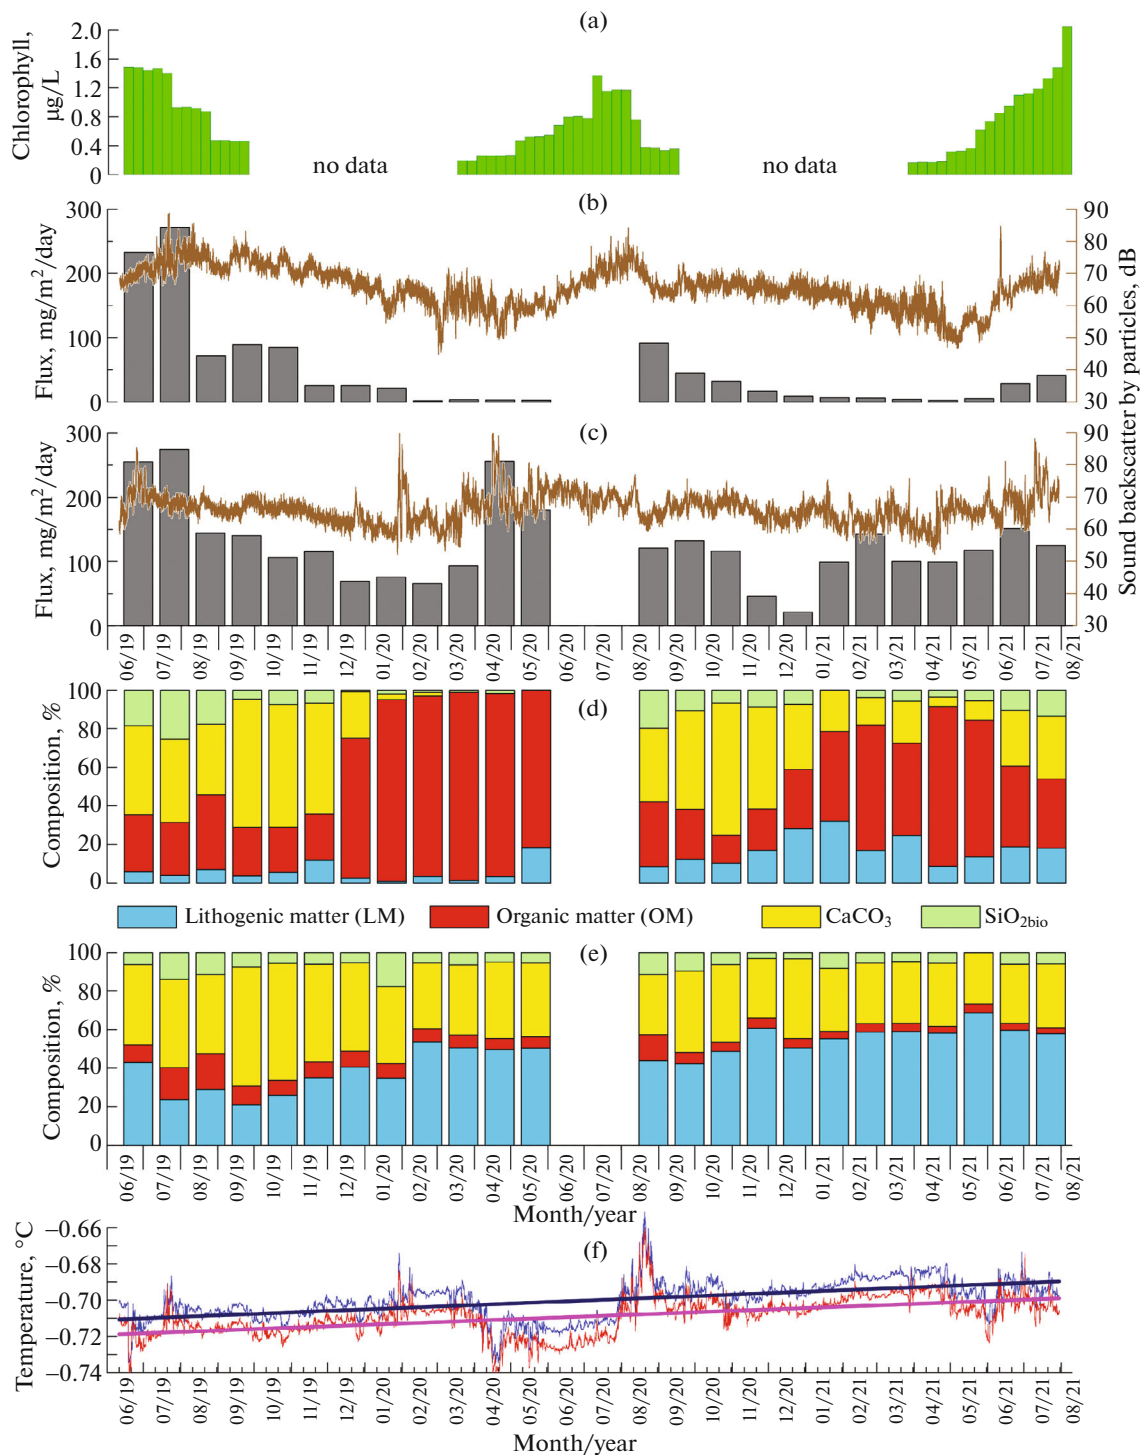 (a)
Chlorophyll,
μg/L
2.0
1.6
1.2
0.8
0.4
0
no data
no data
(b)
Flux, mg/m²/day
300
200
100
0
90
80
70
60
50
40
30
Sound backscatter by particles, dB
(c)
Flux, mg/m²/day
300
200
100
0
90
80
70
60
50
40
30
06/19 07/19 08/19 09/19 10/19 11/19 12/19 01/20 02/20 03/20 04/20 05/20 06/20 07/20 08/20 09/20 10/20 11/20 12/20 01/21 02/21 03/21 04/21 05/21 06/21 07/21 08/21
(d)
Composition, %
100
80
60
40
20
0
Lithogenic matter (LM) Organic matter (OM) CaCO₃ SiO₂bio
(e)
Composition, %
100
80
60
40
20
0
06/19 07/19 08/19 09/19 10/19 11/19 12/19 01/20 02/20 03/20 04/20 05/20 06/20 07/20 08/20 09/20 10/20 11/20 12/20 01/21 02/21 03/21 04/21 05/21 06/21 07/21 08/21
Month/year
(f)
Temperature, °C
−0.66
−0.68
−0.70
−0.72
−0.74
06/19 07/19 08/19 09/19 10/19 11/19 12/19 01/20 02/20 03/20 04/20 05/20 06/20 07/20 08/20 09/20 10/20 11/20 12/20 01/21 02/21 03/21 04/21 05/21 06/21 07/21 08/21
Month/year